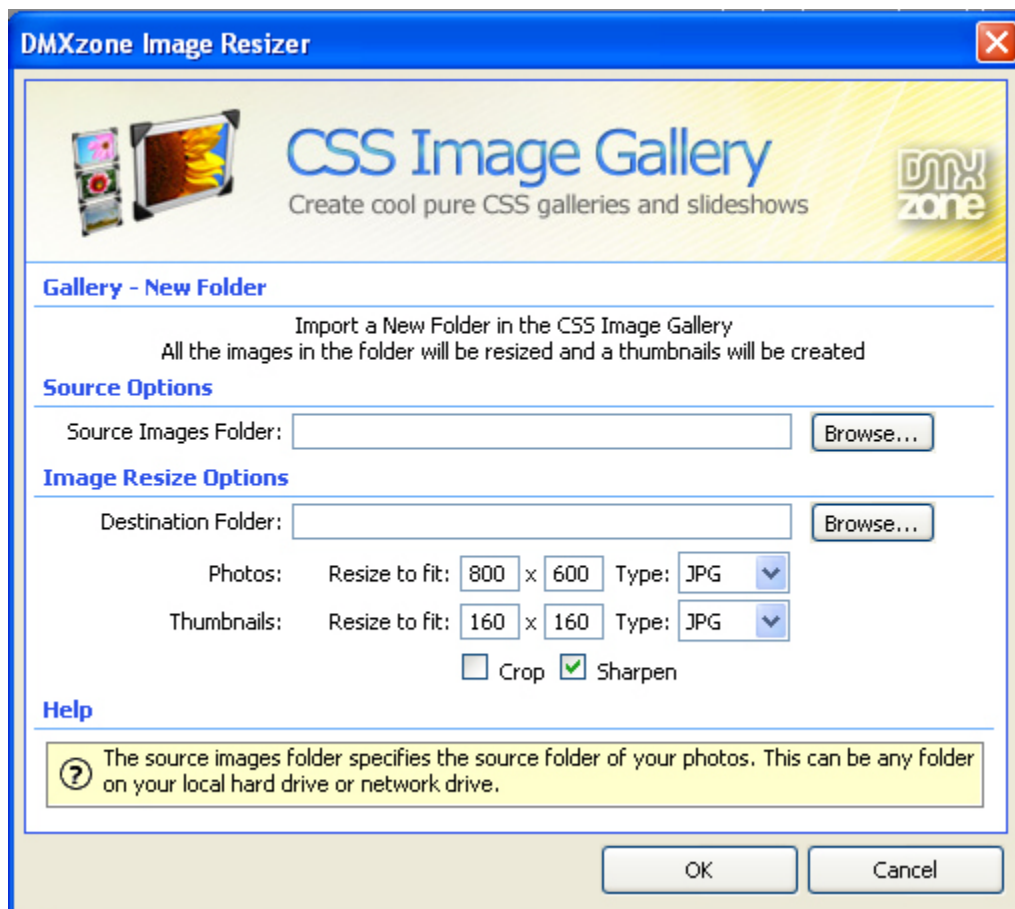 DMXzone Image Resizer
CSS Image Gallery
Create cool pure CSS galleries and slideshows
DMX
zone
Gallery - New Folder
Import a New Folder in the CSS Image Gallery
All the images in the folder will be resized and a thumbnails will be created
Source Options
Source Images Folder: Browse...
Image Resize Options
Destination Folder: Browse...
Photos: Resize to fit: 800 x 600 Type: JPG
Thumbnails: Resize to fit: 160 x 160 Type: JPG
Crop Sharpen
Help
The source images folder specifies the source folder of your photos. This can be any folder
on your local hard drive or network drive.
OK Cancel